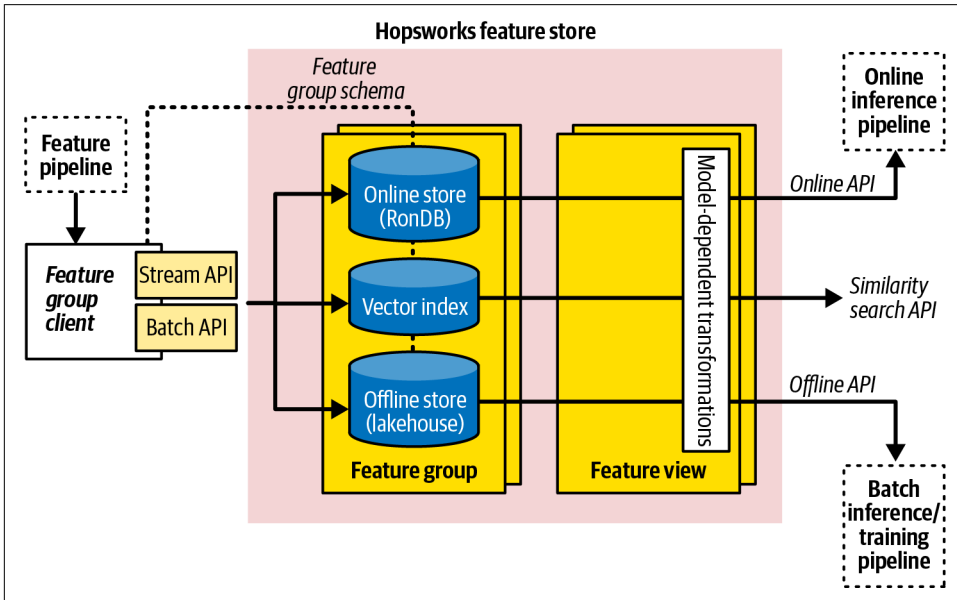 Hopsworks feature store
Feature
group schema
Feature
pipeline
Feature
group
client
Stream API
Batch API
Online store
(RonDB)
Vector index
Offline store
(lakehouse)
Feature group
Model-dependent transformations
Feature view
Online API
Online
inference
pipeline
Similarity
search API
Offline API
Batch
inference/
training
pipeline